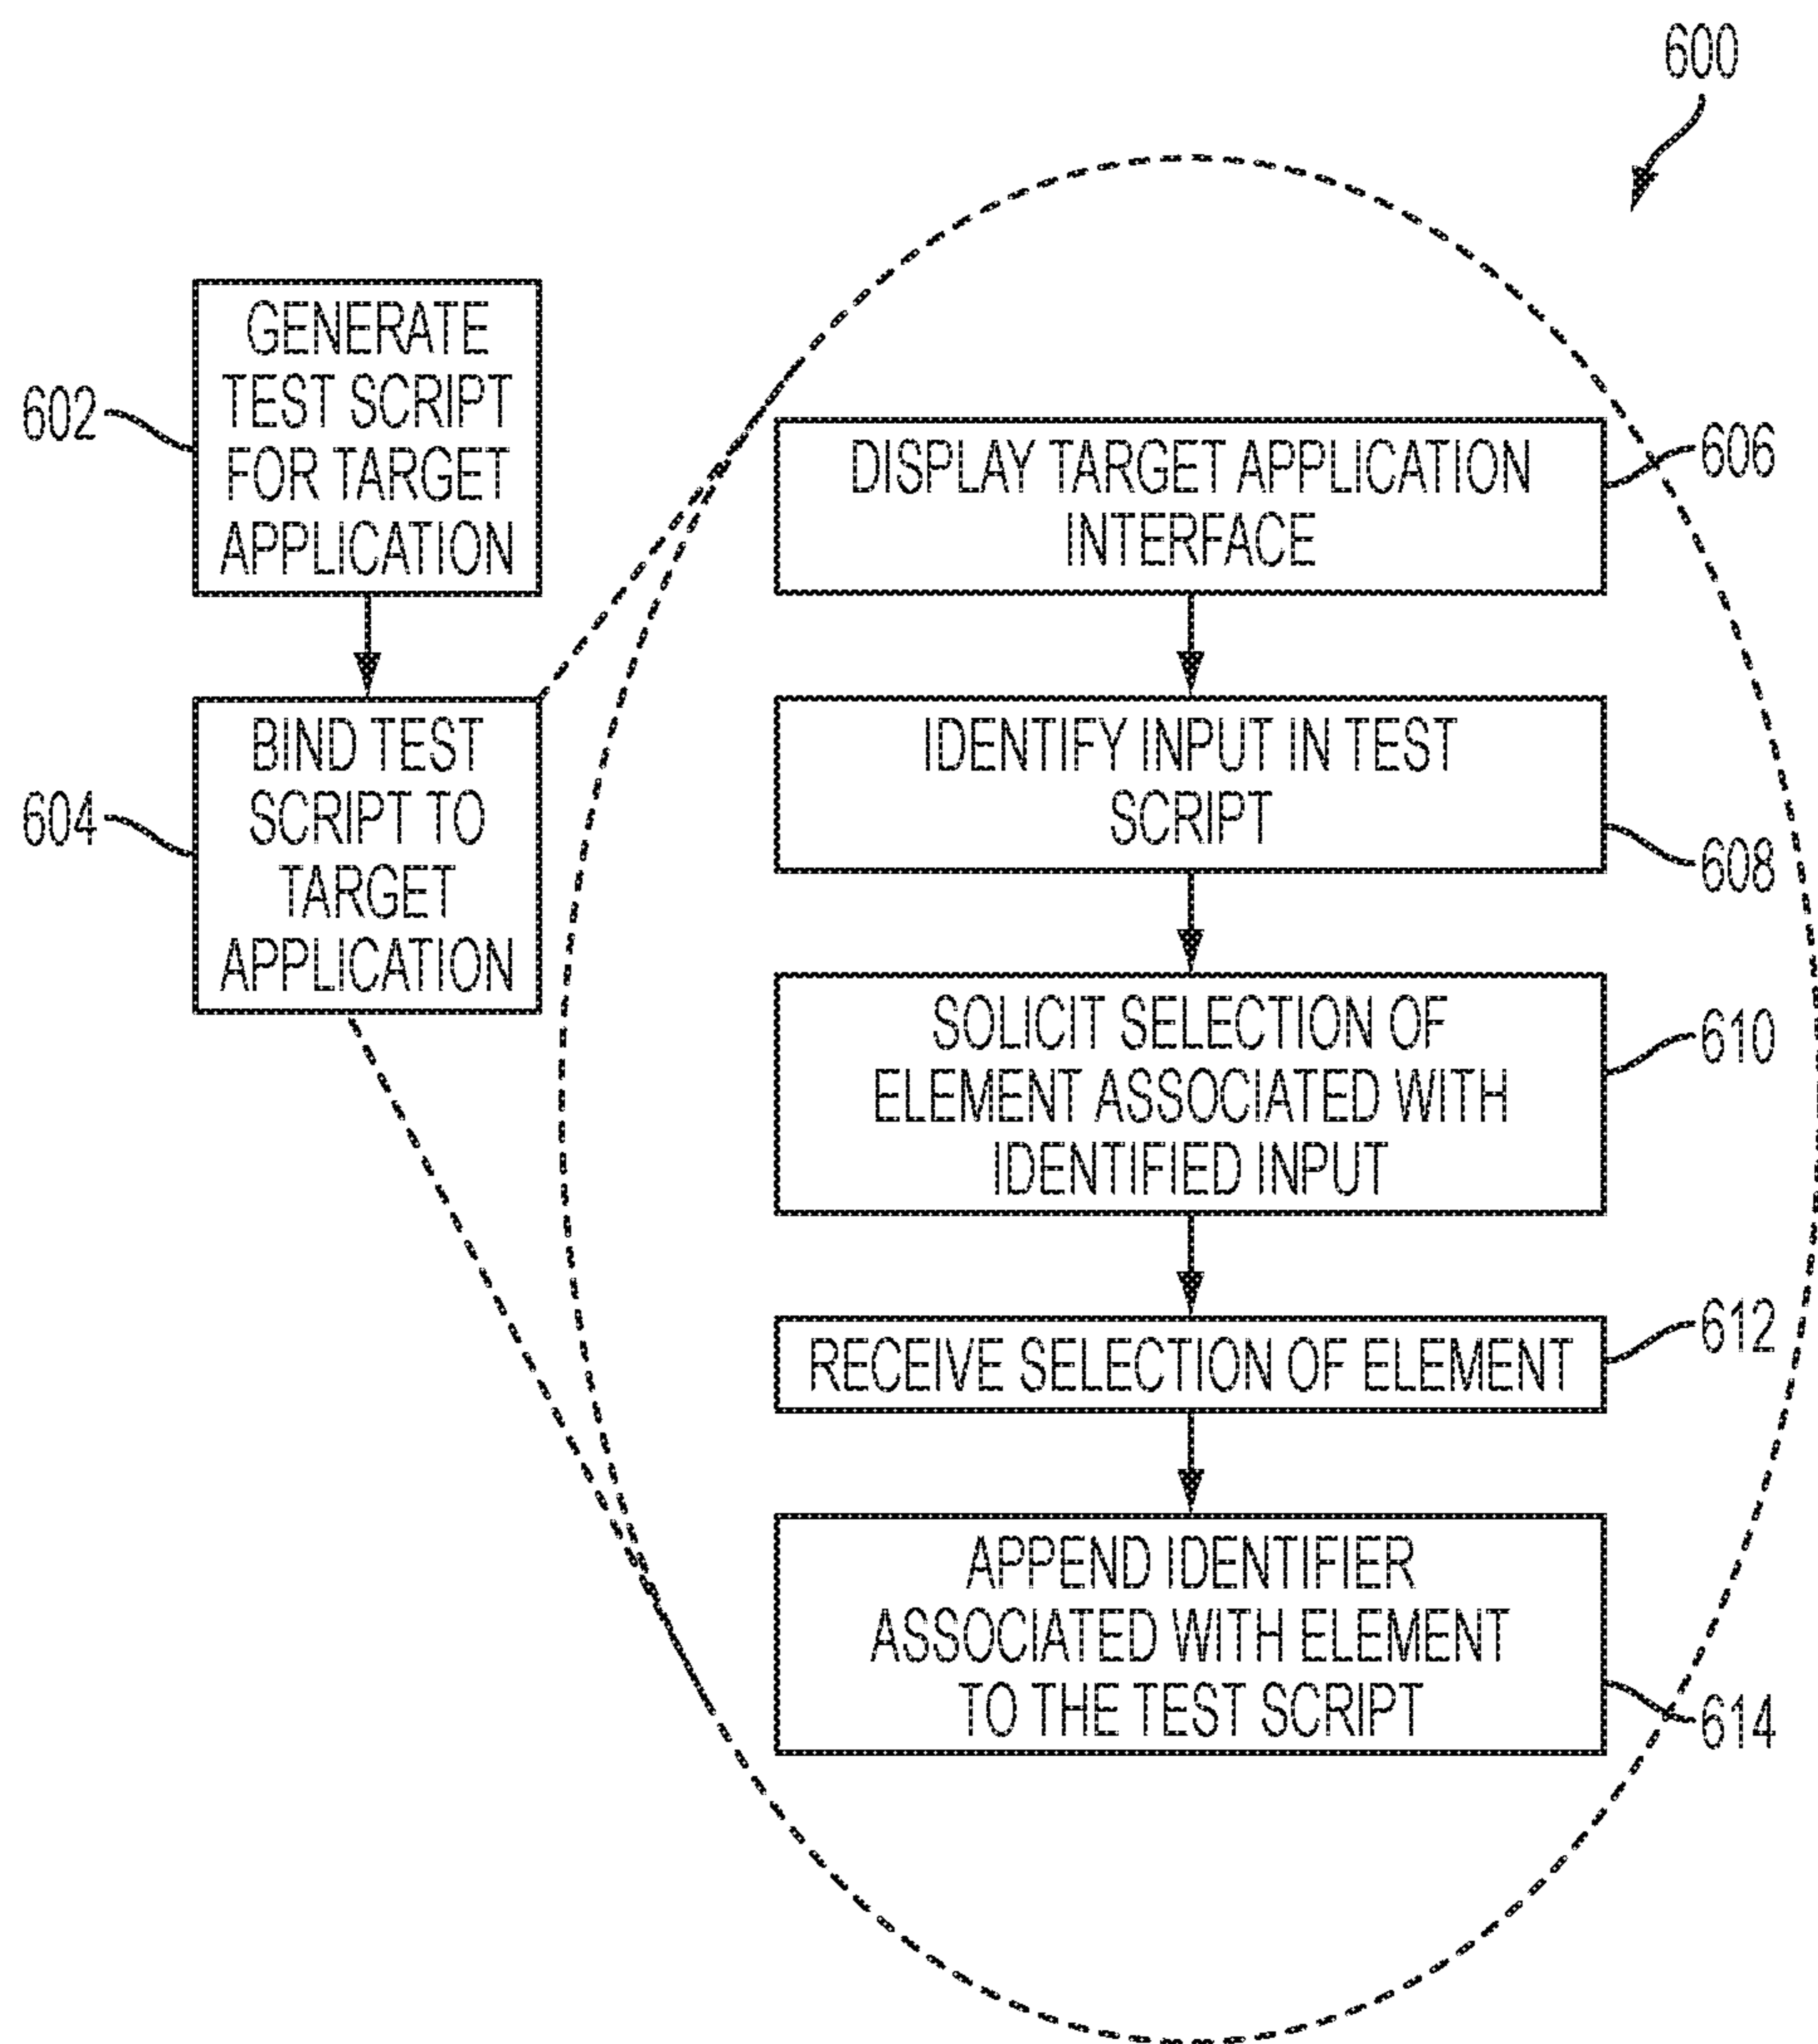 600
GENERATE
TEST SCRIPT
FOR TARGET
APPLICATION
602
BIND TEST
SCRIPT TO
TARGET
APPLICATION
604
DISPLAY TARGET APPLICATION
INTERFACE
606
IDENTIFY INPUT IN TEST
SCRIPT
608
SOLICIT SELECTION OF
ELEMENT ASSOCIATED WITH
IDENTIFIED INPUT
610
RECEIVE SELECTION OF ELEMENT
612
APPEND IDENTIFIER
ASSOCIATED WITH ELEMENT
TO THE TEST SCRIPT
614